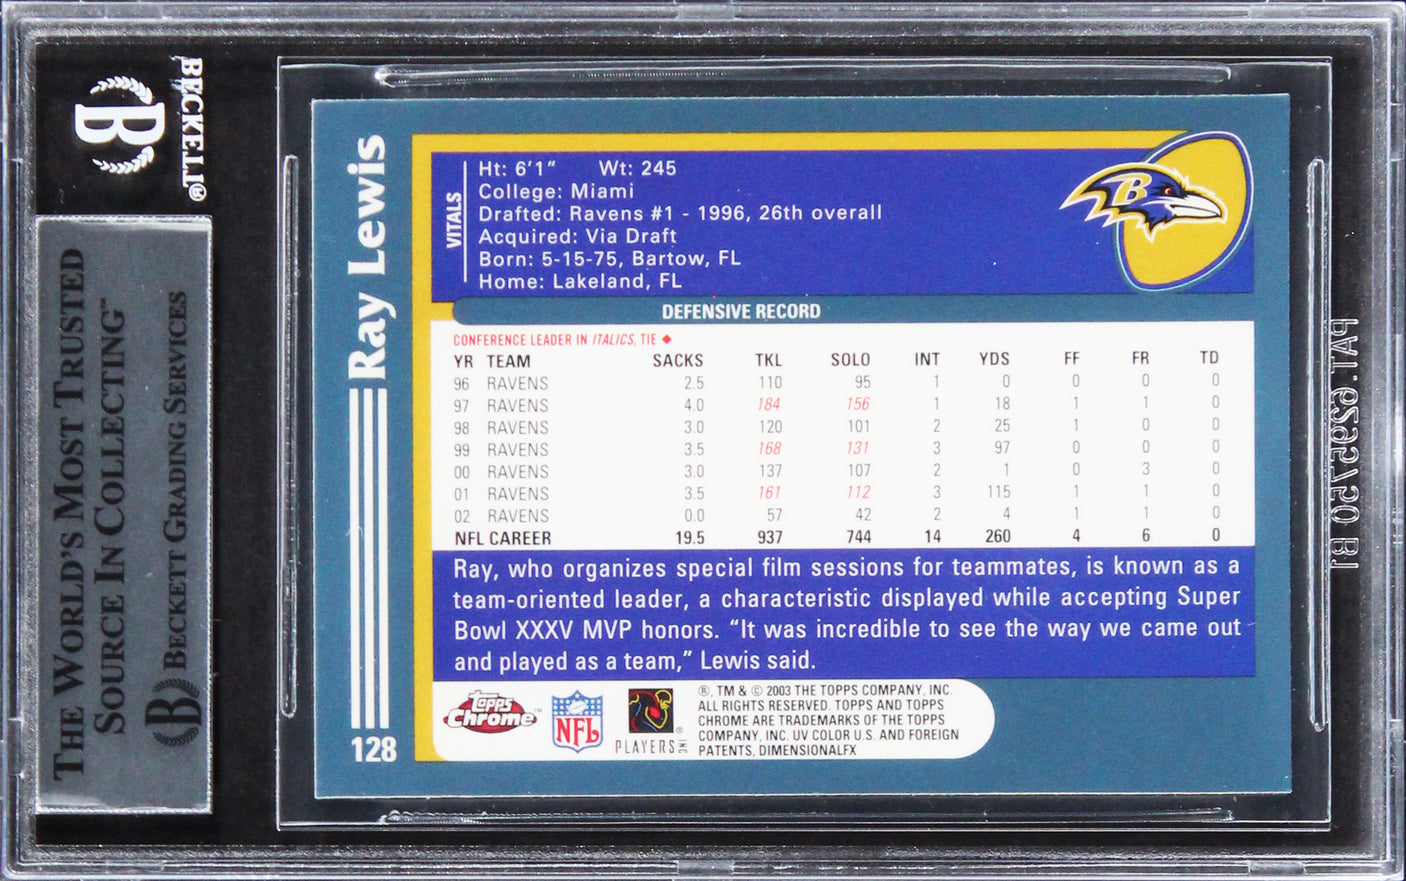 BECKETT®
B
THE WORLD'S MOST TRUSTED
SOURCE IN COLLECTING™
B BECKETT GRADING SERVICES
Ray Lewis
128
VITALS
Ht: 6'1" Wt: 245
College: Miami
Drafted: Ravens #1 - 1996, 26th overall
Acquired: Via Draft
Born: 5-15-75, Bartow, FL
Home: Lakeland, FL
B
DEFENSIVE RECORD
CONFERENCE LEADER IN ITALICS, TIE ◆
YR TEAM SACKS TKL SOLO INT YDS FF FR TD
96 RAVENS 2.5 110 95 1 0 0 0 0
97 RAVENS 4.0 184 156 1 18 1 1 0
98 RAVENS 3.0 120 101 2 25 1 0 0
99 RAVENS 3.5 168 131 3 97 0 0 0
00 RAVENS 3.0 137 107 2 1 0 3 0
01 RAVENS 3.5 161 112 3 115 1 1 0
02 RAVENS 0.0 57 42 2 4 1 1 0
NFL CAREER 19.5 937 744 14 260 4 6 0
Ray, who organizes special film sessions for teammates, is known as a
team-oriented leader, a characteristic displayed while accepting Super
Bowl XXXV MVP honors. "It was incredible to see the way we came out
and played as a team," Lewis said.
Topps
Chrome™
NFL
PLAYERS INC
®, TM & © 2003 THE TOPPS COMPANY, INC.
ALL RIGHTS RESERVED. TOPPS AND TOPPS
CHROME ARE TRADEMARKS OF THE TOPPS
COMPANY, INC. UV COLOR U.S. AND FOREIGN
PATENTS, DIMENSIONALFX
PAT. 6295750 B1